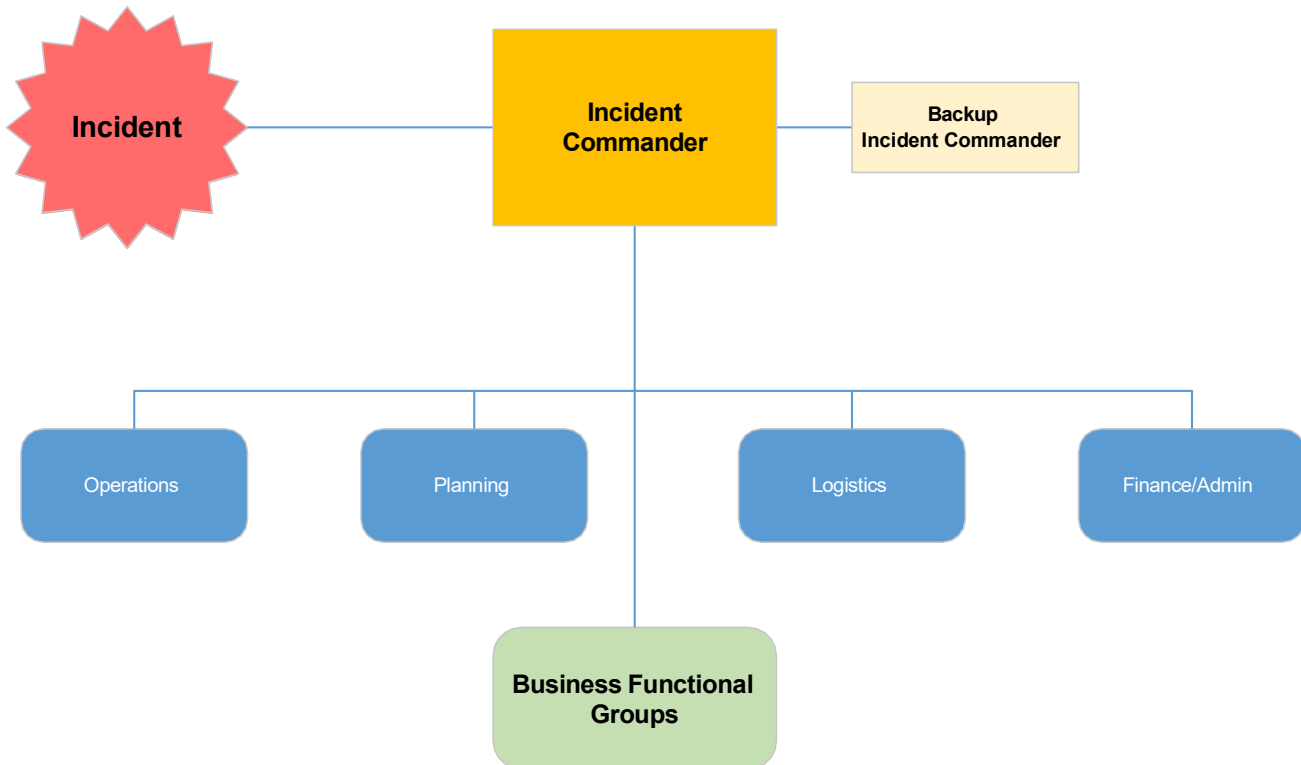 Incident
Incident
Commander
Backup
Incident Commander
Operations
Planning
Logistics
Finance/Admin
Business Functional
Groups